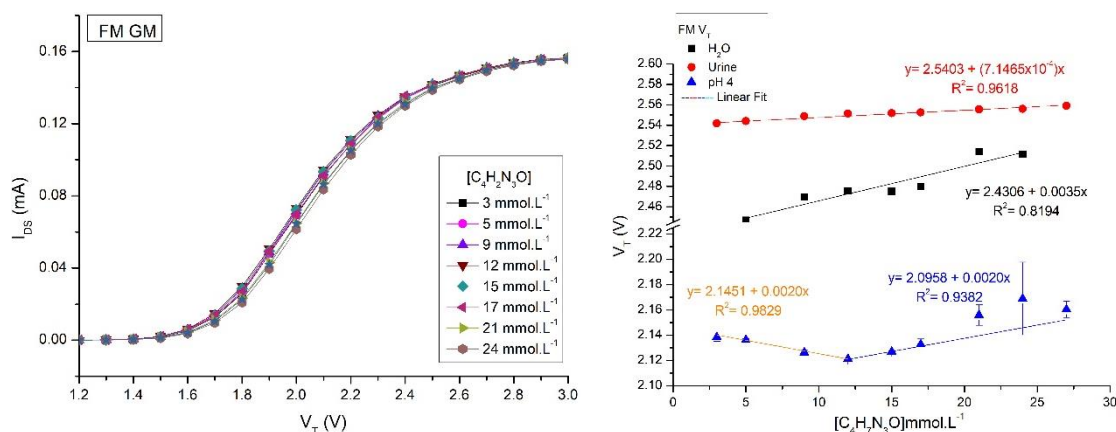 FM GM
0.16
0.12
0.08
0.04
0.00
I_DS (mA)
[C₄H₂N₃O]
3 mmol.L⁻¹
5 mmol.L⁻¹
9 mmol.L⁻¹
12 mmol.L⁻¹
15 mmol.L⁻¹
17 mmol.L⁻¹
21 mmol.L⁻¹
24 mmol.L⁻¹
1.2 1.4 1.6 1.8 2.0 2.2 2.4 2.6 2.8 3.0
V_T (V)
FM V_T
H₂O
Urine
pH 4
Linear Fit
y= 2.5403 + (7.1465x10⁻⁴)x
R²= 0.9618
y= 2.4306 + 0.0035x
R²= 0.8194
y= 2.0958 + 0.0020x
R²= 0.9382
y= 2.1451 + 0.0020x
R²= 0.9829
2.60
2.58
2.56
2.54
2.52
2.50
2.48
2.46
2.22
2.20
2.18
2.16
2.14
2.12
2.10
V_T (V)
0 5 10 15 20 25 30
[C₄H₇N₃O]mmol.L⁻¹